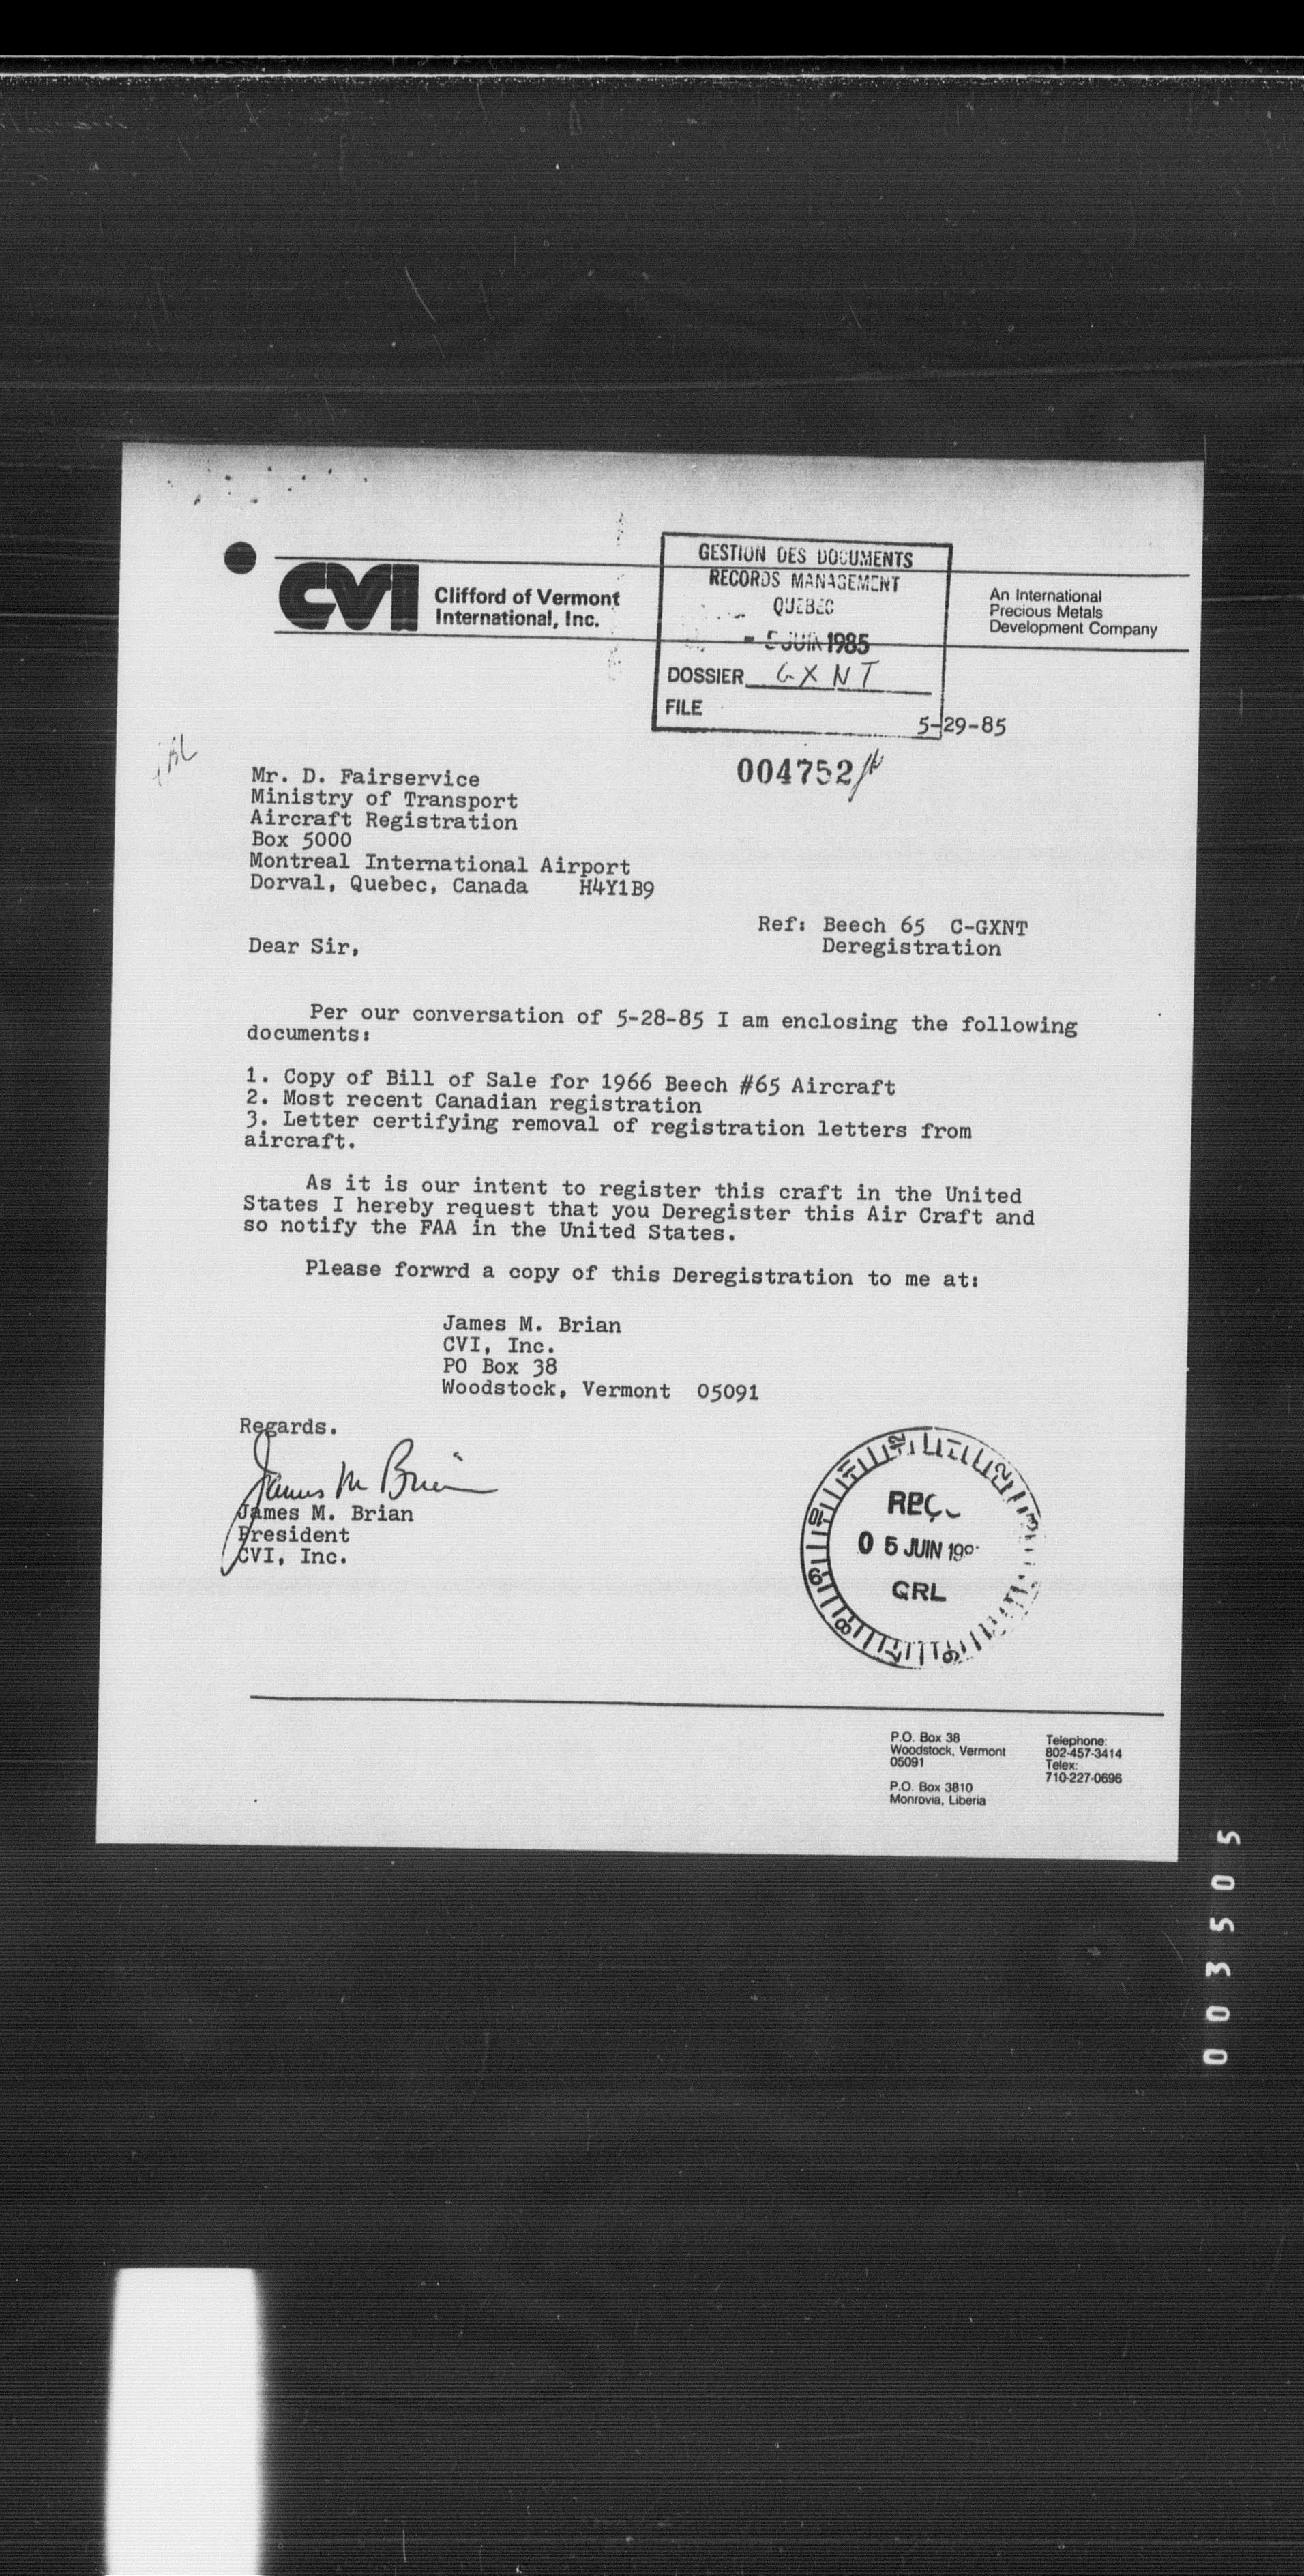 GESTION DES DOCUMENTS
RECORDS MANAGEMENT
QUEBEC
- 5 JUIN 1985
DOSSIER GXNT
FILE
CVI
Clifford of Vermont
International, Inc.
An International
Precious Metals
Development Company
5-29-85
004752
Mr. D. Fairservice
Ministry of Transport
Aircraft Registration
Box 5000
Montreal International Airport
Dorval, Quebec, Canada H4Y1B9
Ref: Beech 65 C-GXNT
Deregistration
Dear Sir,
Per our conversation of 5-28-85 I am enclosing the following
documents:
1. Copy of Bill of Sale for 1966 Beech #65 Aircraft
2. Most recent Canadian registration
3. Letter certifying removal of registration letters from
aircraft.
As it is our intent to register this craft in the United
States I hereby request that you Deregister this Air Craft and
so notify the FAA in the United States.
Please forwrd a copy of this Deregistration to me at:
James M. Brian
CVI, Inc.
PO Box 38
Woodstock, Vermont 05091
Regards.
James M Brian
James M. Brian
President
CVI, Inc.
05 JUIN
GRL
P.O. Box 38
Woodstock, Vermont
05091
P.O. Box 3810
Monrovia, Liberia
Telephone:
802-457-3414
Telex:
710-227-0696
003505